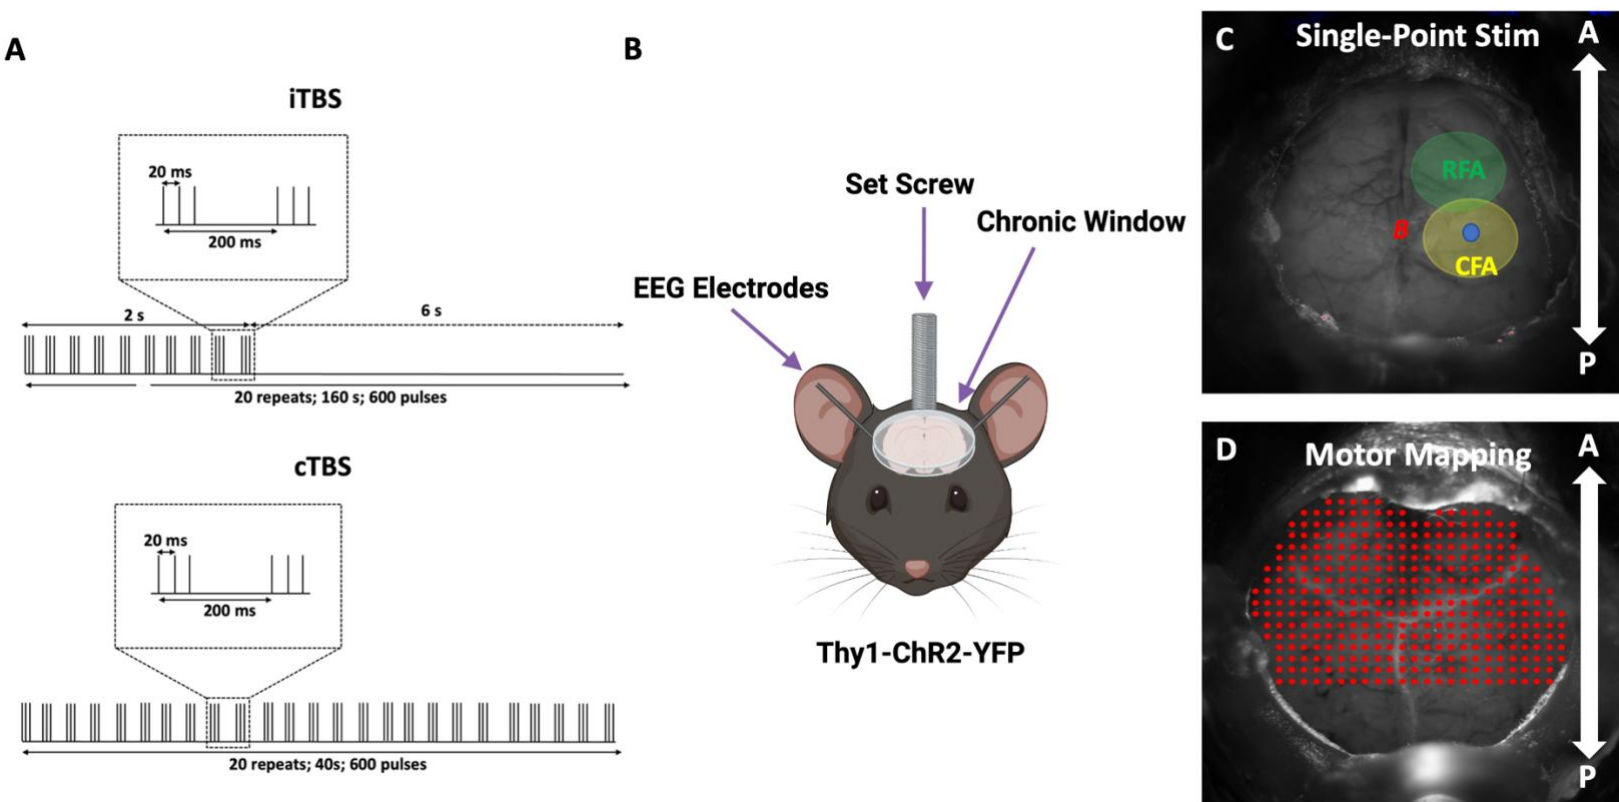 A
iTBS
20 ms
200 ms
2 s
6 s
20 repeats; 160 s; 600 pulses
cTBS
20 ms
200 ms
20 repeats; 40s; 600 pulses
B
Set Screw
Chronic Window
EEG Electrodes
Thy1-ChR2-YFP
C
Single-Point Stim
A
RFA
B
CFA
P
D
Motor Mapping
A
P